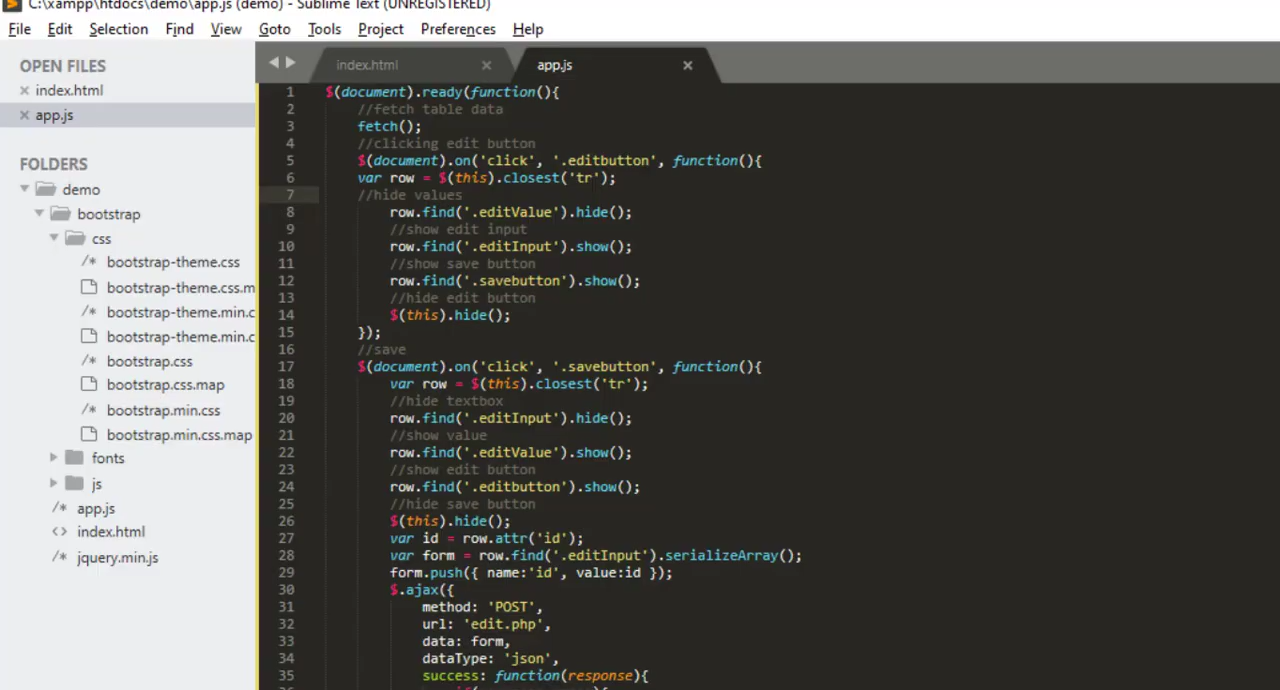 C:\xampp\htdocs\demo\app.js (demo) - Sublime Text (UNREGISTERED)
File Edit Selection Find View Goto Tools Project Preferences Help
OPEN FILES
index.html
app.js
FOLDERS
demo
bootstrap
css
/* bootstrap-theme.css
bootstrap-theme.css.m
/* bootstrap-theme.min.c
bootstrap-theme.min.c
/* bootstrap.css
bootstrap.css.map
/* bootstrap.min.css
bootstrap.min.css.map
fonts
js
/* app.js
<> index.html
/* jquery.min.js
index.html app.js
1 $(document).ready(function(){
2 //fetch table data
3 fetch();
4 //clicking edit button
5 $(document).on('click', '.editbutton', function(){
6 var row = $(this).closest('tr');
7 //hide values
8 row.find('.editValue').hide();
9 //show edit input
10 row.find('.editInput').show();
11 //show save button
12 row.find('.savebutton').show();
13 //hide edit button
14 $(this).hide();
15 });
16 //save
17 $(document).on('click', '.savebutton', function(){
18 var row = $(this).closest('tr');
19 //hide textbox
20 row.find('.editInput').hide();
21 //show value
22 row.find('.editValue').show();
23 //show edit button
24 row.find('.editbutton').show();
25 //hide save button
26 $(this).hide();
27 var id = row.attr('id');
28 var form = row.find('.editInput').serializeArray();
29 form.push({ name:'id', value:id });
30 $.ajax({
31 method: 'POST',
32 url: 'edit.php',
33 data: form,
34 dataType: 'json',
35 success: function(response){